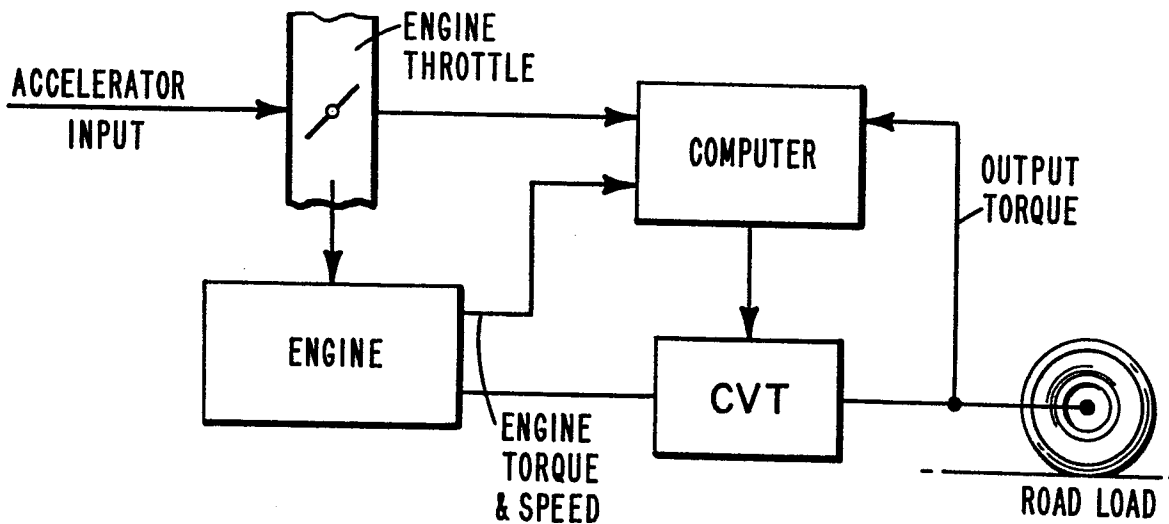 ENGINE
THROTTLE
ACCELERATOR
INPUT
COMPUTER
OUTPUT
TORQUE
ENGINE
CVT
ENGINE
TORQUE
& SPEED
ROAD LOAD